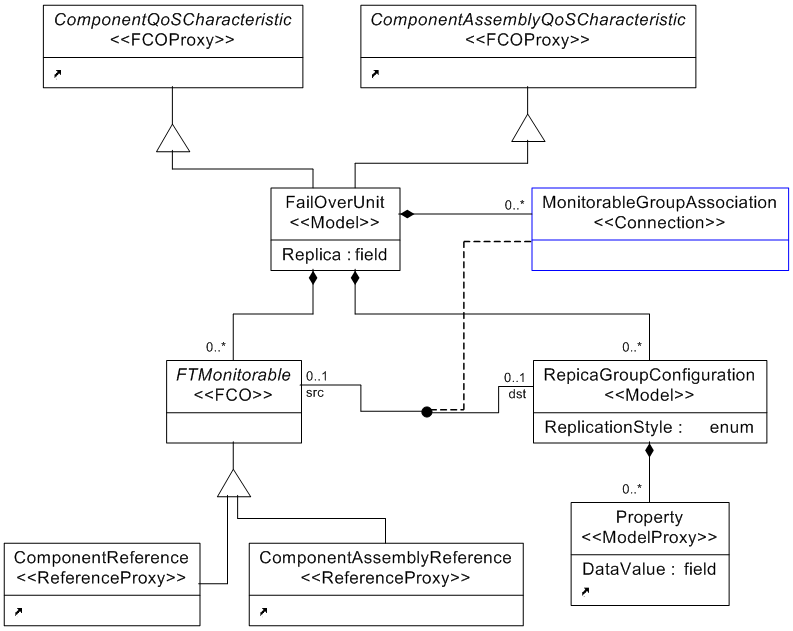 ComponentQoSCharacteristic
<<FCOProxy>>
ComponentAssemblyQoSCharacteristic
<<FCOProxy>>
FailOverUnit
<<Model>>
Replica : field
0..*
MonitorableGroupAssociation
<<Connection>>
0..*
0..*
FTMonitorable
<<FCO>>
0..1
src
0..1
dst
RepicaGroupConfiguration
<<Model>>
ReplicationStyle : enum
0..*
Property
<<ModelProxy>>
DataValue : field
ComponentReference
<<ReferenceProxy>>
ComponentAssemblyReference
<<ReferenceProxy>>